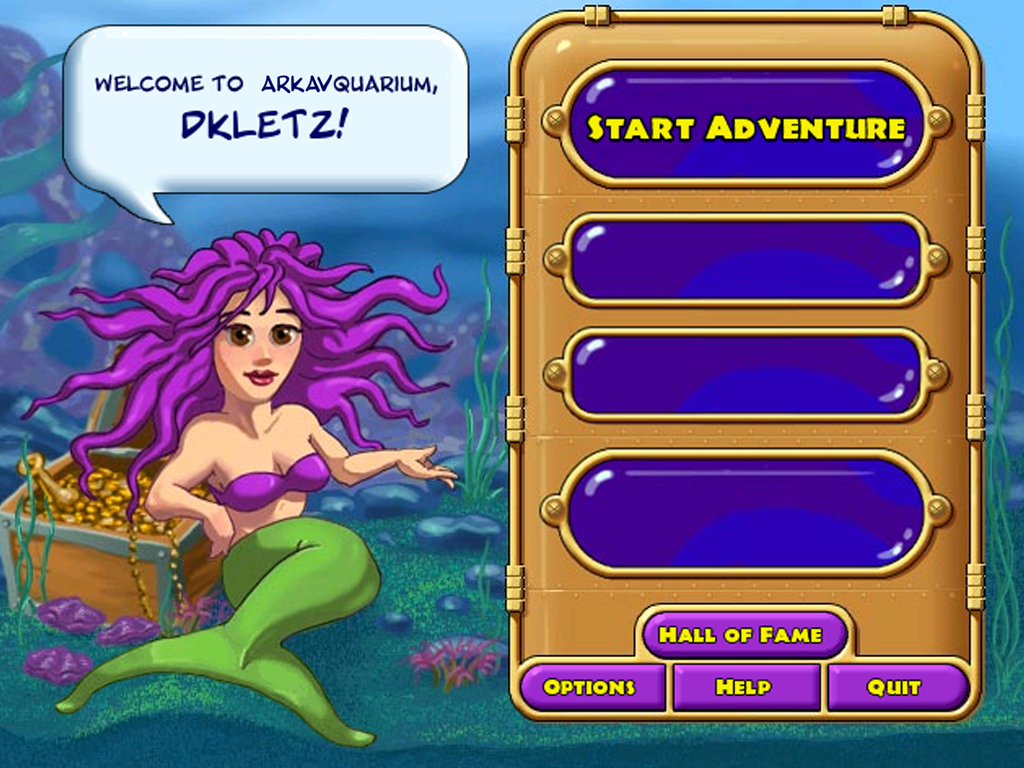 WELCOME TO ARKAVQUARIUM,
DKLETZ!
START ADVENTURE
HALL OF FAME
OPTIONS
HELP
QUIT